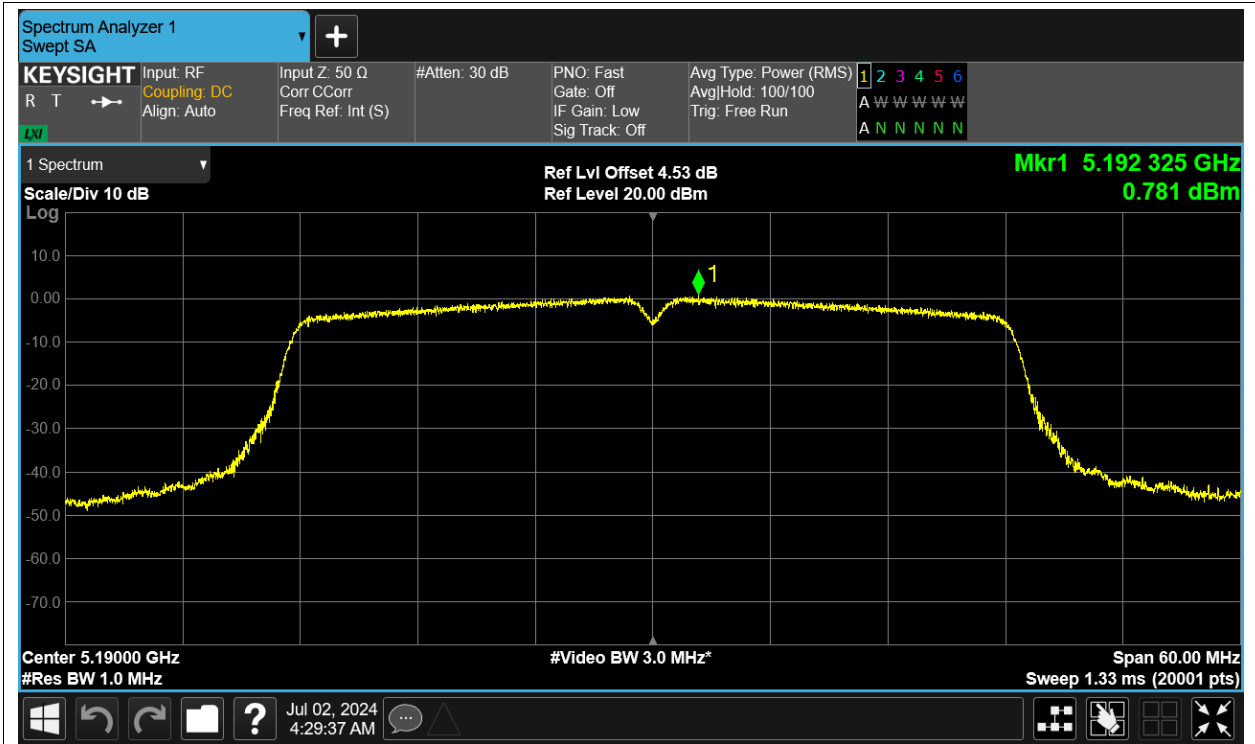 Spectrum Analyzer 1
Swept SA
KEYSIGHT
R T
LXI
Input: RF
Coupling: DC
Align: Auto
Input Z: 50 Ω
Corr CCorr
Freq Ref: Int (S)
#Atten: 30 dB
PNO: Fast
Gate: Off
IF Gain: Low
Sig Track: Off
Avg Type: Power (RMS)
Avg|Hold: 100/100
Trig: Free Run
1 2 3 4 5 6
A W W W W W
A N N N N N
1 Spectrum
Scale/Div 10 dB
Log
Ref Lvl Offset 4.53 dB
Ref Level 20.00 dBm
Mkr1 5.192 325 GHz
0.781 dBm
10.0
0.00
-10.0
-20.0
-30.0
-40.0
-50.0
-60.0
-70.0
1
Center 5.19000 GHz
#Res BW 1.0 MHz
#Video BW 3.0 MHz*
Span 60.00 MHz
Sweep 1.33 ms (20001 pts)
?
Jul 02, 2024
4:29:37 AM